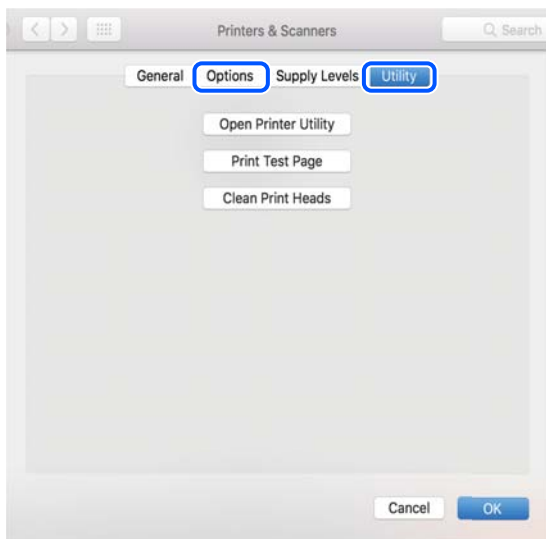 Printers & Scanners Search
General Options Supply Levels Utility
Open Printer Utility
Print Test Page
Clean Print Heads
Cancel OK